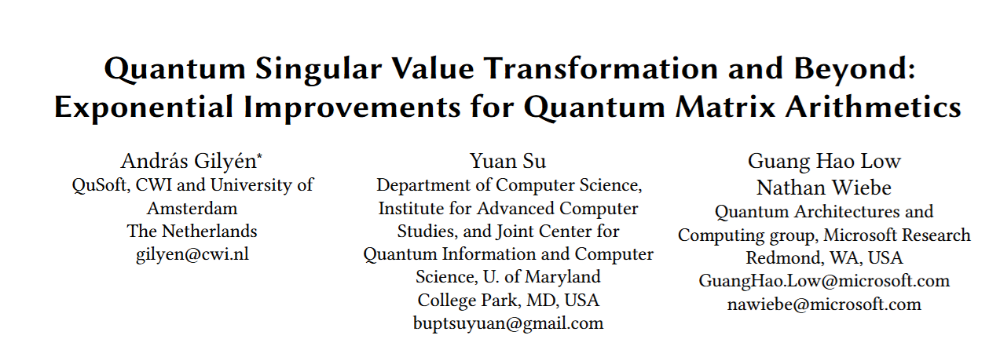 Quantum Singular Value Transformation and Beyond:
Exponential Improvements for Quantum Matrix Arithmetics
András Gilyén*
QuSoft, CWI and University of
Amsterdam
The Netherlands
gilyen@cwi.nl
Yuan Su
Department of Computer Science,
Institute for Advanced Computer
Studies, and Joint Center for
Quantum Information and Computer
Science, U. of Maryland
College Park, MD, USA
buptsuyuan@gmail.com
Guang Hao Low
Nathan Wiebe
Quantum Architectures and
Computing group, Microsoft Research
Redmond, WA, USA
GuangHao.Low@microsoft.com
nawiebe@microsoft.com